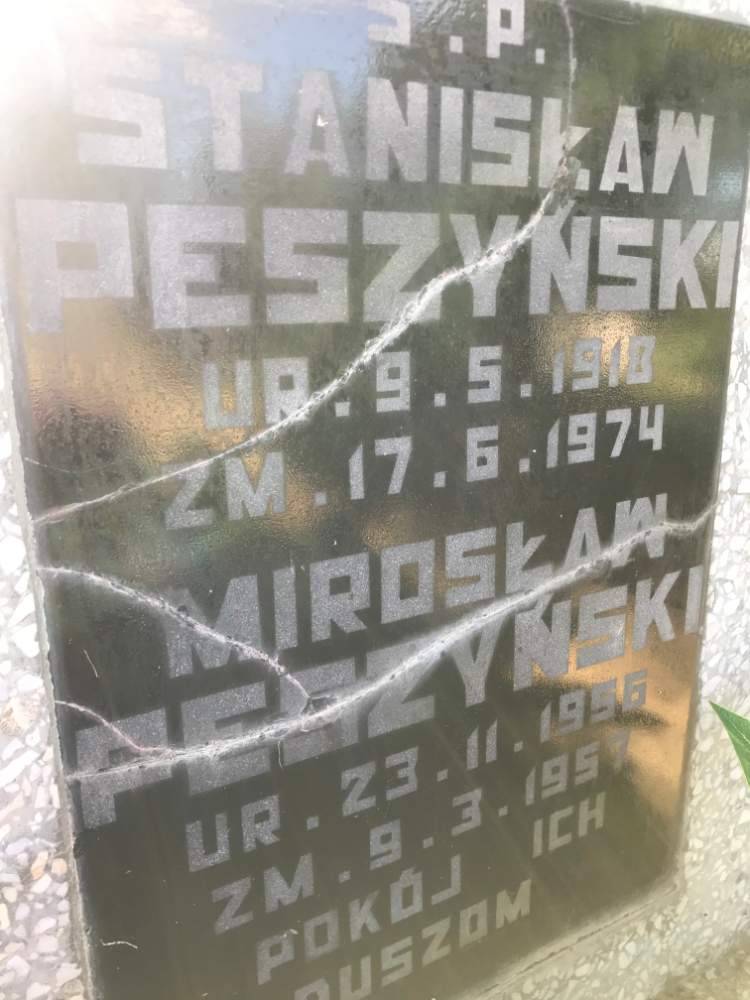 Ś.P.
STANISŁAW
PESZYŃSKI
UR.9.5.1918
ZM.17.6.1974
MIROSŁAW
PESZYŃSKI
UR.23.11.1956
ZM.9.3.1957
POKÓJ ICH
DUSZOM